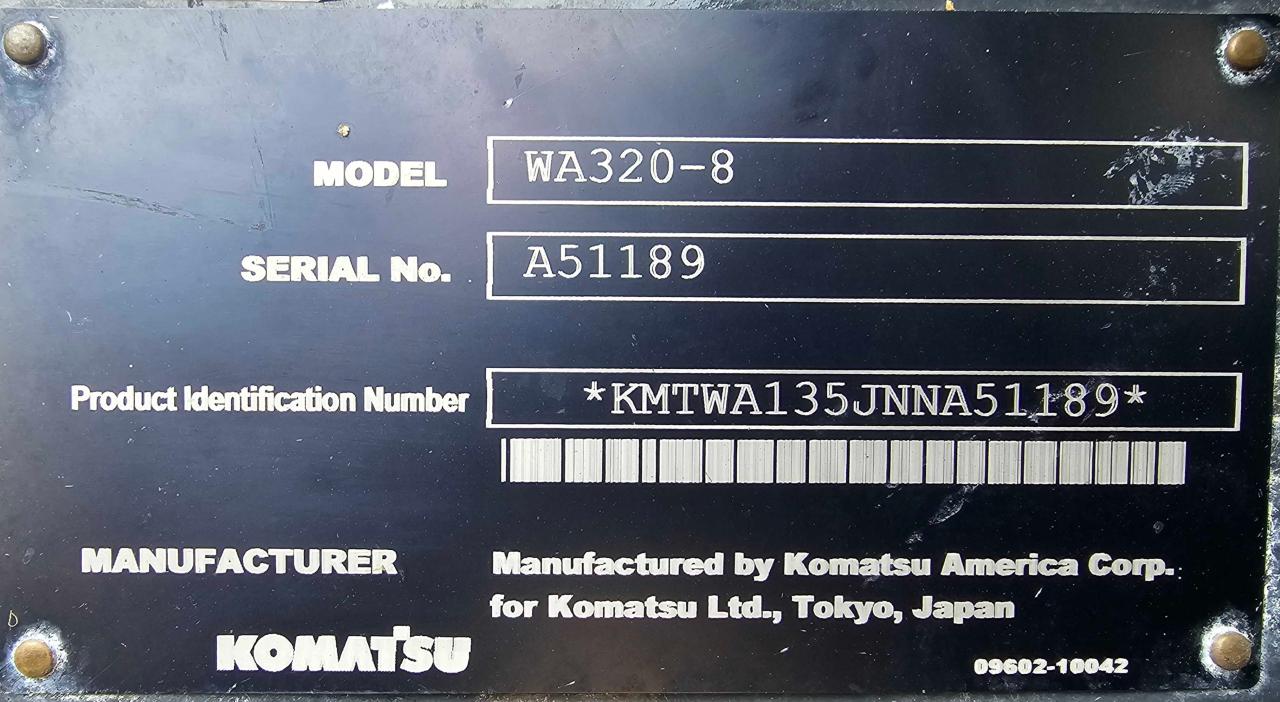 MODEL WA320-8
SERIAL No. A51189
Product Identification Number *KMTWA135JNNA51189*
MANUFACTURER Manufactured by Komatsu America Corp.
for Komatsu Ltd., Tokyo, Japan
KOMATSU 09602-10042